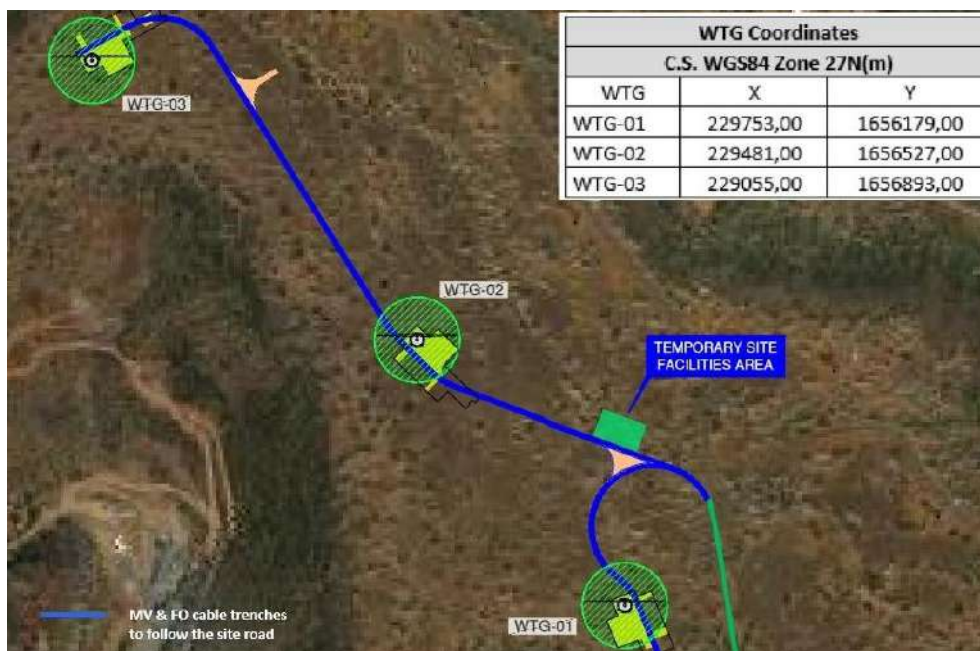 WTG Coordinates
C.S. WGS84 Zone 27N(m)
WTG X Y
WTG-01 229753,00 1656179,00
WTG-02 229481,00 1656527,00
WTG-03 229055,00 1656893,00
WTG-03
WTG-02
TEMPORARY SITE
FACILITIES AREA
WTG-01
MV & FO cable trenches
to follow the site road